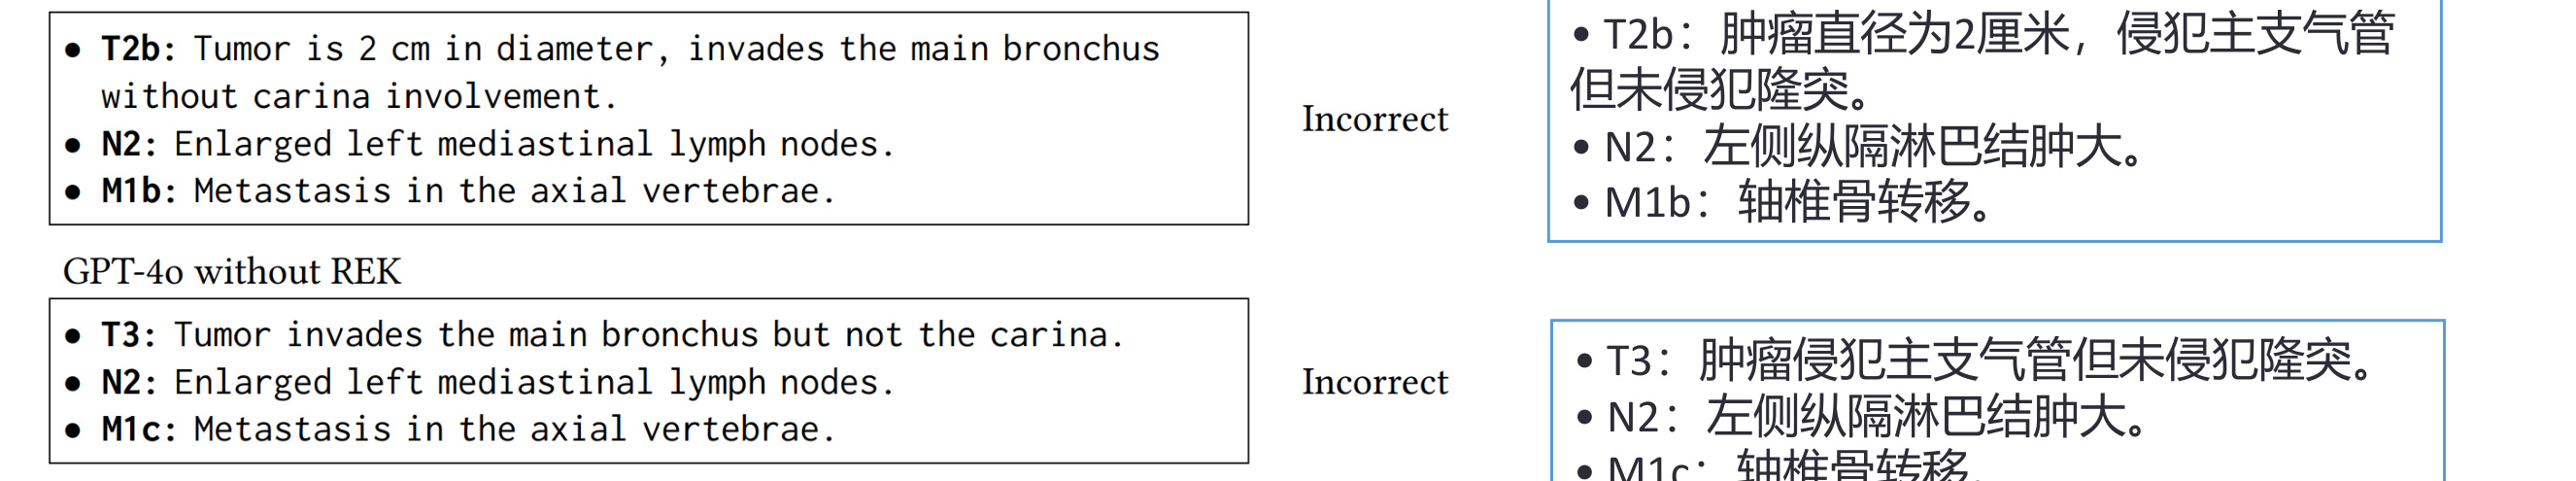 • T2b: Tumor is 2 cm in diameter, invades the main bronchus
without carina involvement.
• N2: Enlarged left mediastinal lymph nodes.
• M1b: Metastasis in the axial vertebrae.
Incorrect
• T2b：肿瘤直径为2厘米，侵犯主支气管
但未侵犯隆突。
• N2：左侧纵隔淋巴结肿大。
• M1b：轴椎骨转移。
GPT-4o without REK
• T3: Tumor invades the main bronchus but not the carina.
• N2: Enlarged left mediastinal lymph nodes.
• M1c: Metastasis in the axial vertebrae.
Incorrect
• T3：肿瘤侵犯主支气管但未侵犯隆突。
• N2：左侧纵隔淋巴结肿大。
• M1c：轴椎骨转移。